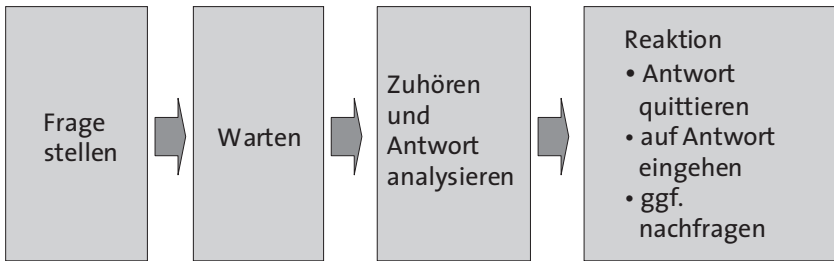 Frage
stellen
Warten
Zuhören
und
Antwort
analysieren
Reaktion
• Antwort
quittieren
• auf Antwort
eingehen
• ggf.
nachfragen